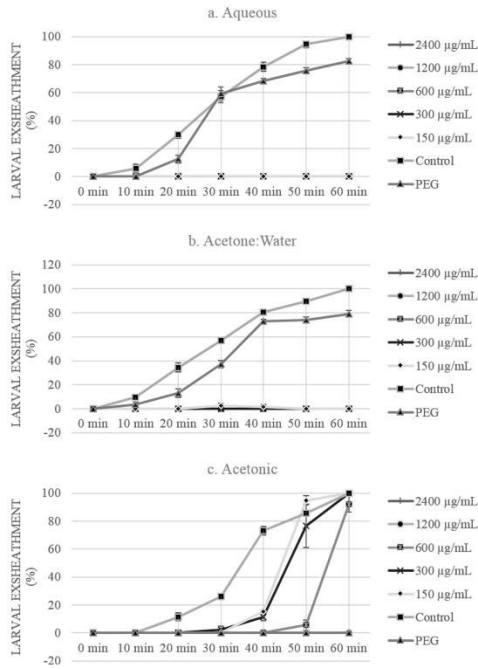 a. Aqueous
LARVAL EXSHEATHMENT
(%)
100
80
60
40
20
0
-20
0 min 10 min 20 min 30 min 40 min 50 min 60 min
2400 µg/mL
1200 µg/mL
600 µg/mL
300 µg/mL
150 µg/mL
Control
PEG
b. Acetone:Water
LARVAL EXSHEATHMENT
(%)
120
100
80
60
40
20
0
-20
0 min 10 min 20 min 30 min 40 min 50 min 60 min
2400 µg/mL
1200 µg/mL
600 µg/mL
300 µg/mL
150 µg/mL
Control
PEG
c. Acetonic
LARVAL EXSHEATHMENT
(%)
100
80
60
40
20
0
-20
0 min 10 min 20 min 30 min 40 min 50 min 60 min
2400 µg/mL
1200 µg/mL
600 µg/mL
300 µg/mL
150 µg/mL
Control
PEG